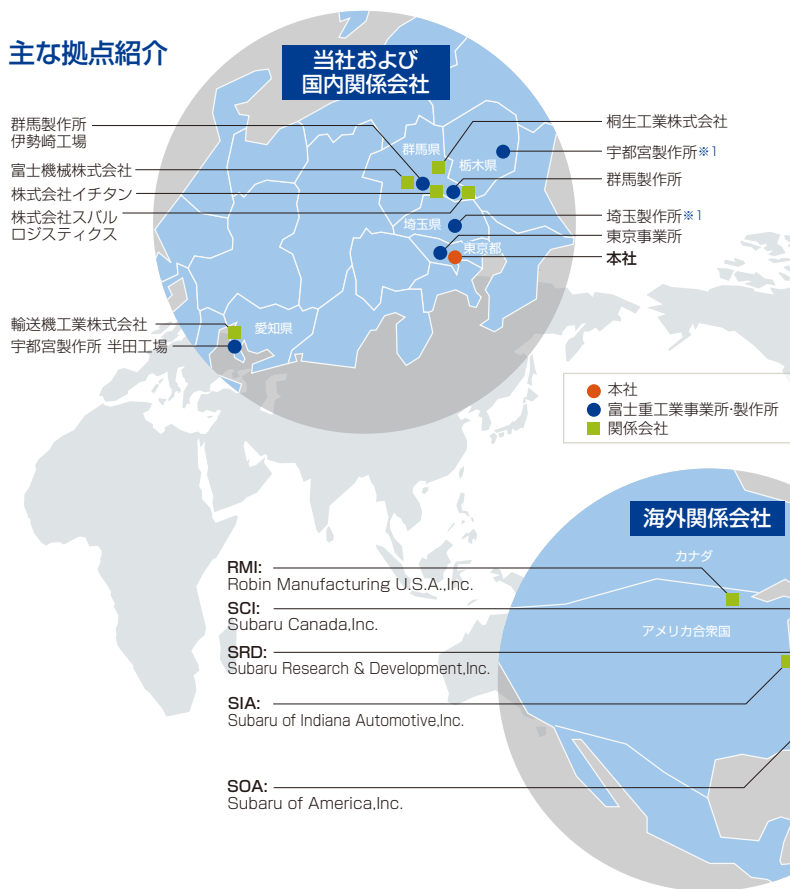 主な拠点紹介
当社および
国内関係会社
群馬製作所
伊勢崎工場
富士機械株式会社
株式会社イチタン
株式会社スバル
ロジスティクス
輸送機工業株式会社
宇都宮製作所 半田工場
群馬県
栃木県
埼玉県
東京都
愛知県
桐生工業株式会社
宇都宮製作所※1
群馬製作所
埼玉製作所※1
東京事業所
本社
本社
富士重工業事業所・製作所
関係会社
海外関係会社
カナダ
アメリカ合衆国
RMI:
Robin Manufacturing U.S.A.,Inc.
SCI:
Subaru Canada,Inc.
SRD:
Subaru Research & Development,Inc.
SIA:
Subaru of Indiana Automotive,Inc.
SOA:
Subaru of America,Inc.